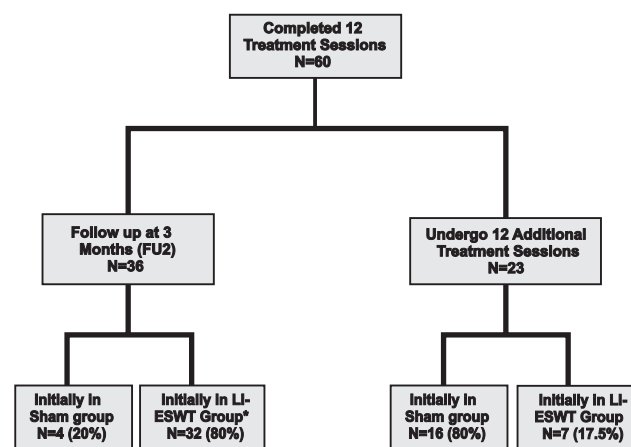 Completed 12
Treatment Sessions
N=60
Follow up at 3
Months (FU2)
N=36
Undergo 12 Additional
Treatment Sessions
N=23
Initially in
Sham group
N=4 (20%)
Initially in LI-
ESWT Group*
N=32 (80%)
Initially in
Sham group
N=16 (80%)
Initially in LI-
ESWT Group
N=7 (17.5%)